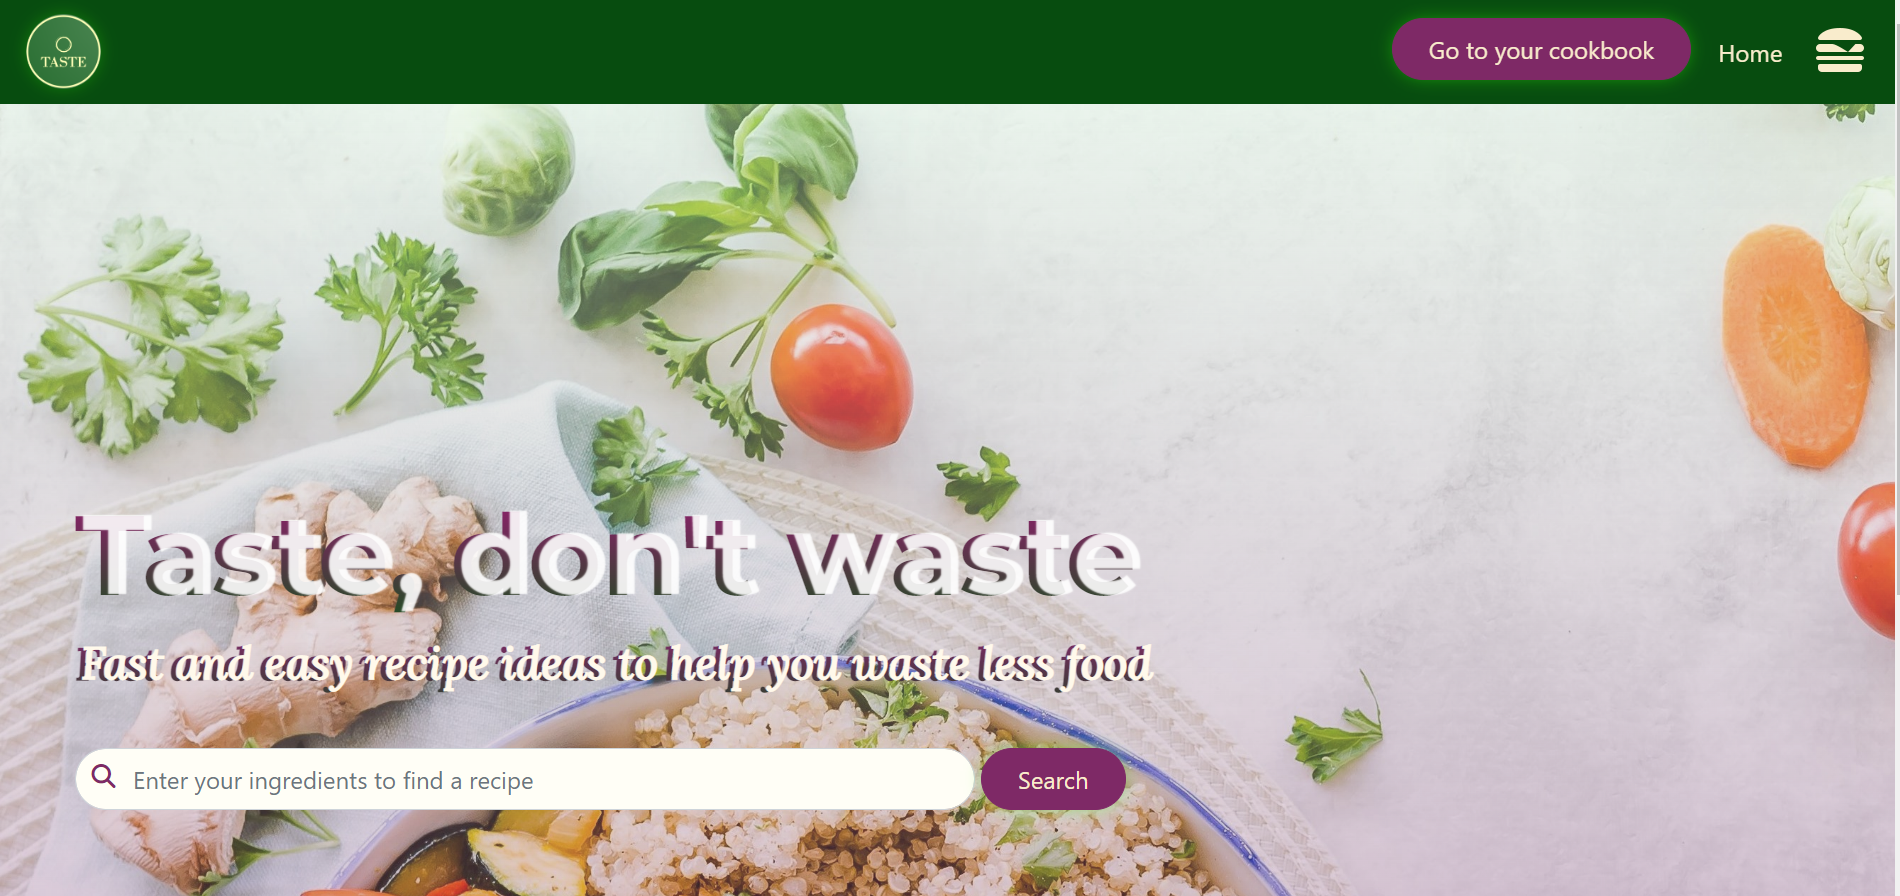 TASTE
Go to your cookbook
Home
Taste, don't waste
Fast and easy recipe ideas to help you waste less food
Enter your ingredients to find a recipe
Search